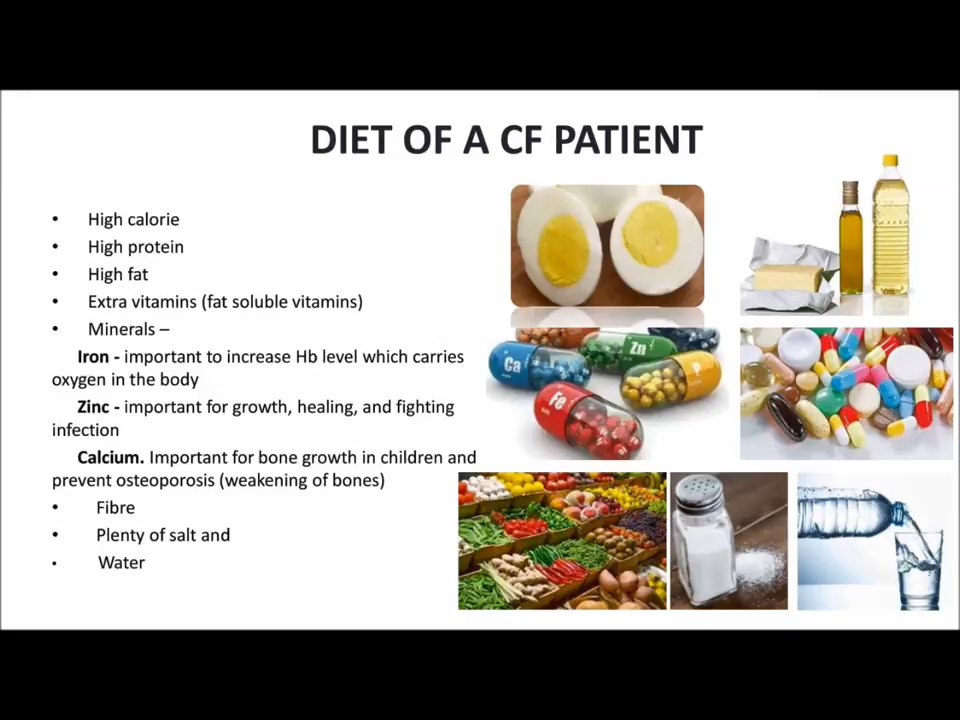 DIET OF A CF PATIENT
• High calorie
• High protein
• High fat
• Extra vitamins (fat soluble vitamins)
• Minerals –
Iron - important to increase Hb level which carries
oxygen in the body
Zinc - important for growth, healing, and fighting
infection
Calcium. Important for bone growth in children and
prevent osteoporosis (weakening of bones)
• Fibre
• Plenty of salt and
• Water
Ca
Zn
Fe